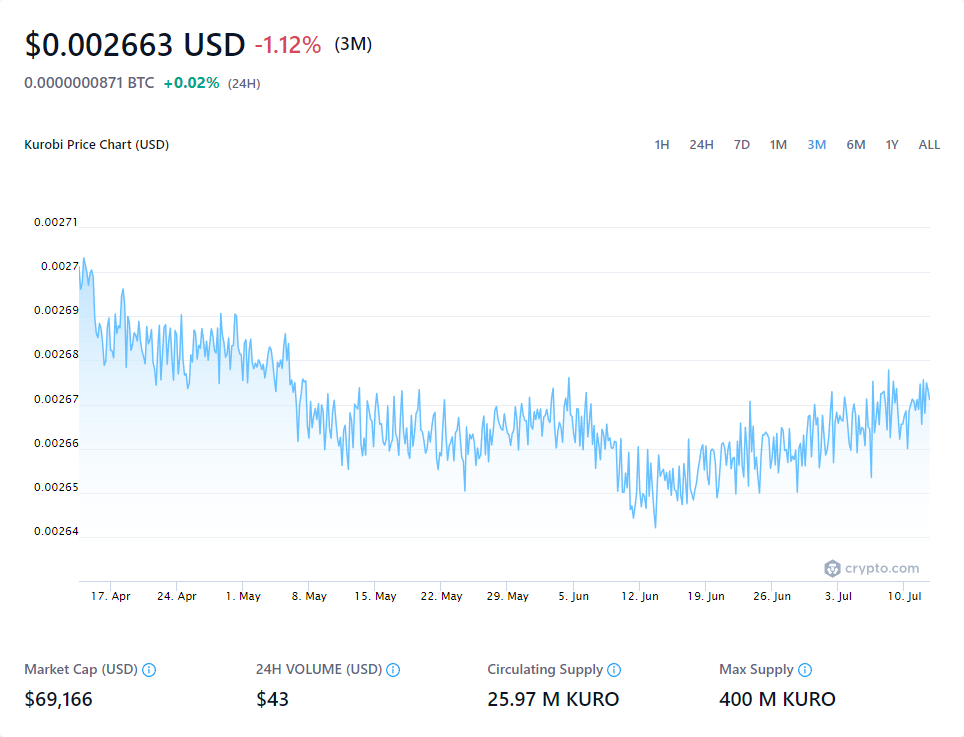 $0.002663 USD -1.12% (3M)
0.0000000871 BTC +0.02% (24H)
Kurobi Price Chart (USD) 1H 24H 7D 1M 3M 6M 1Y ALL
0.00271
0.0027
0.00269
0.00268
0.00267
0.00266
0.00265
0.00264
crypto.com
17. Apr 24. Apr 1. May 8. May 15. May 22. May 29. May 5. Jun 12. Jun 19. Jun 26. Jun 3. Jul 10. Jul
Market Cap (USD) 24H VOLUME (USD) Circulating Supply Max Supply
$69,166 $43 25.97 M KURO 400 M KURO